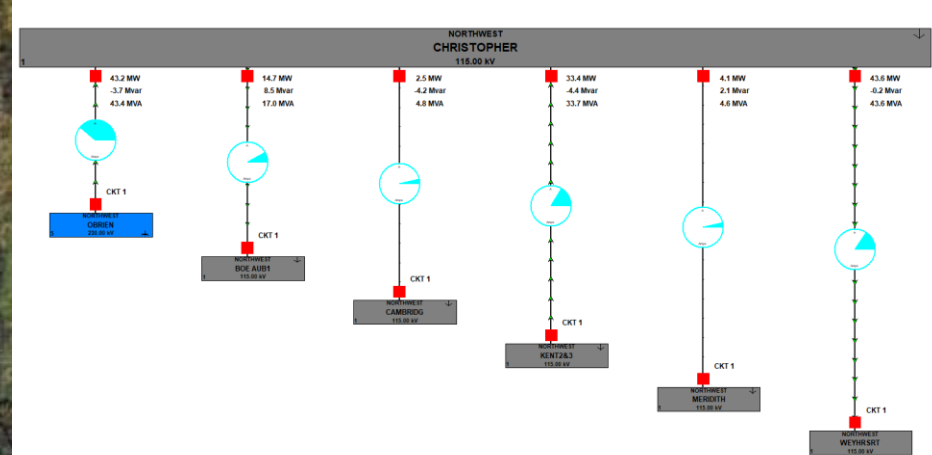 NORTHWEST
CHRISTOPHER
115.00 kV
1
43.2 MW
-3.7 Mvar
43.4 MVA
14.7 MW
8.5 Mvar
17.0 MVA
2.5 MW
-4.2 Mvar
4.8 MVA
33.4 MW
-4.4 Mvar
33.7 MVA
4.1 MW
2.1 Mvar
4.6 MVA
43.6 MW
-0.2 Mvar
43.6 MVA
CKT 1
NORTHWEST
OBRIEN
230.00 kV
CKT 1
NORTHWEST
BOE AUB1
115.00 kV
CKT 1
NORTHWEST
CAMBRIDG
115.00 kV
CKT 1
NORTHWEST
KENT2&3
115.00 kV
CKT 1
NORTHWEST
MERIDITH
115.00 kV
CKT 1
NORTHWEST
WEYHRSRT
115.00 kV